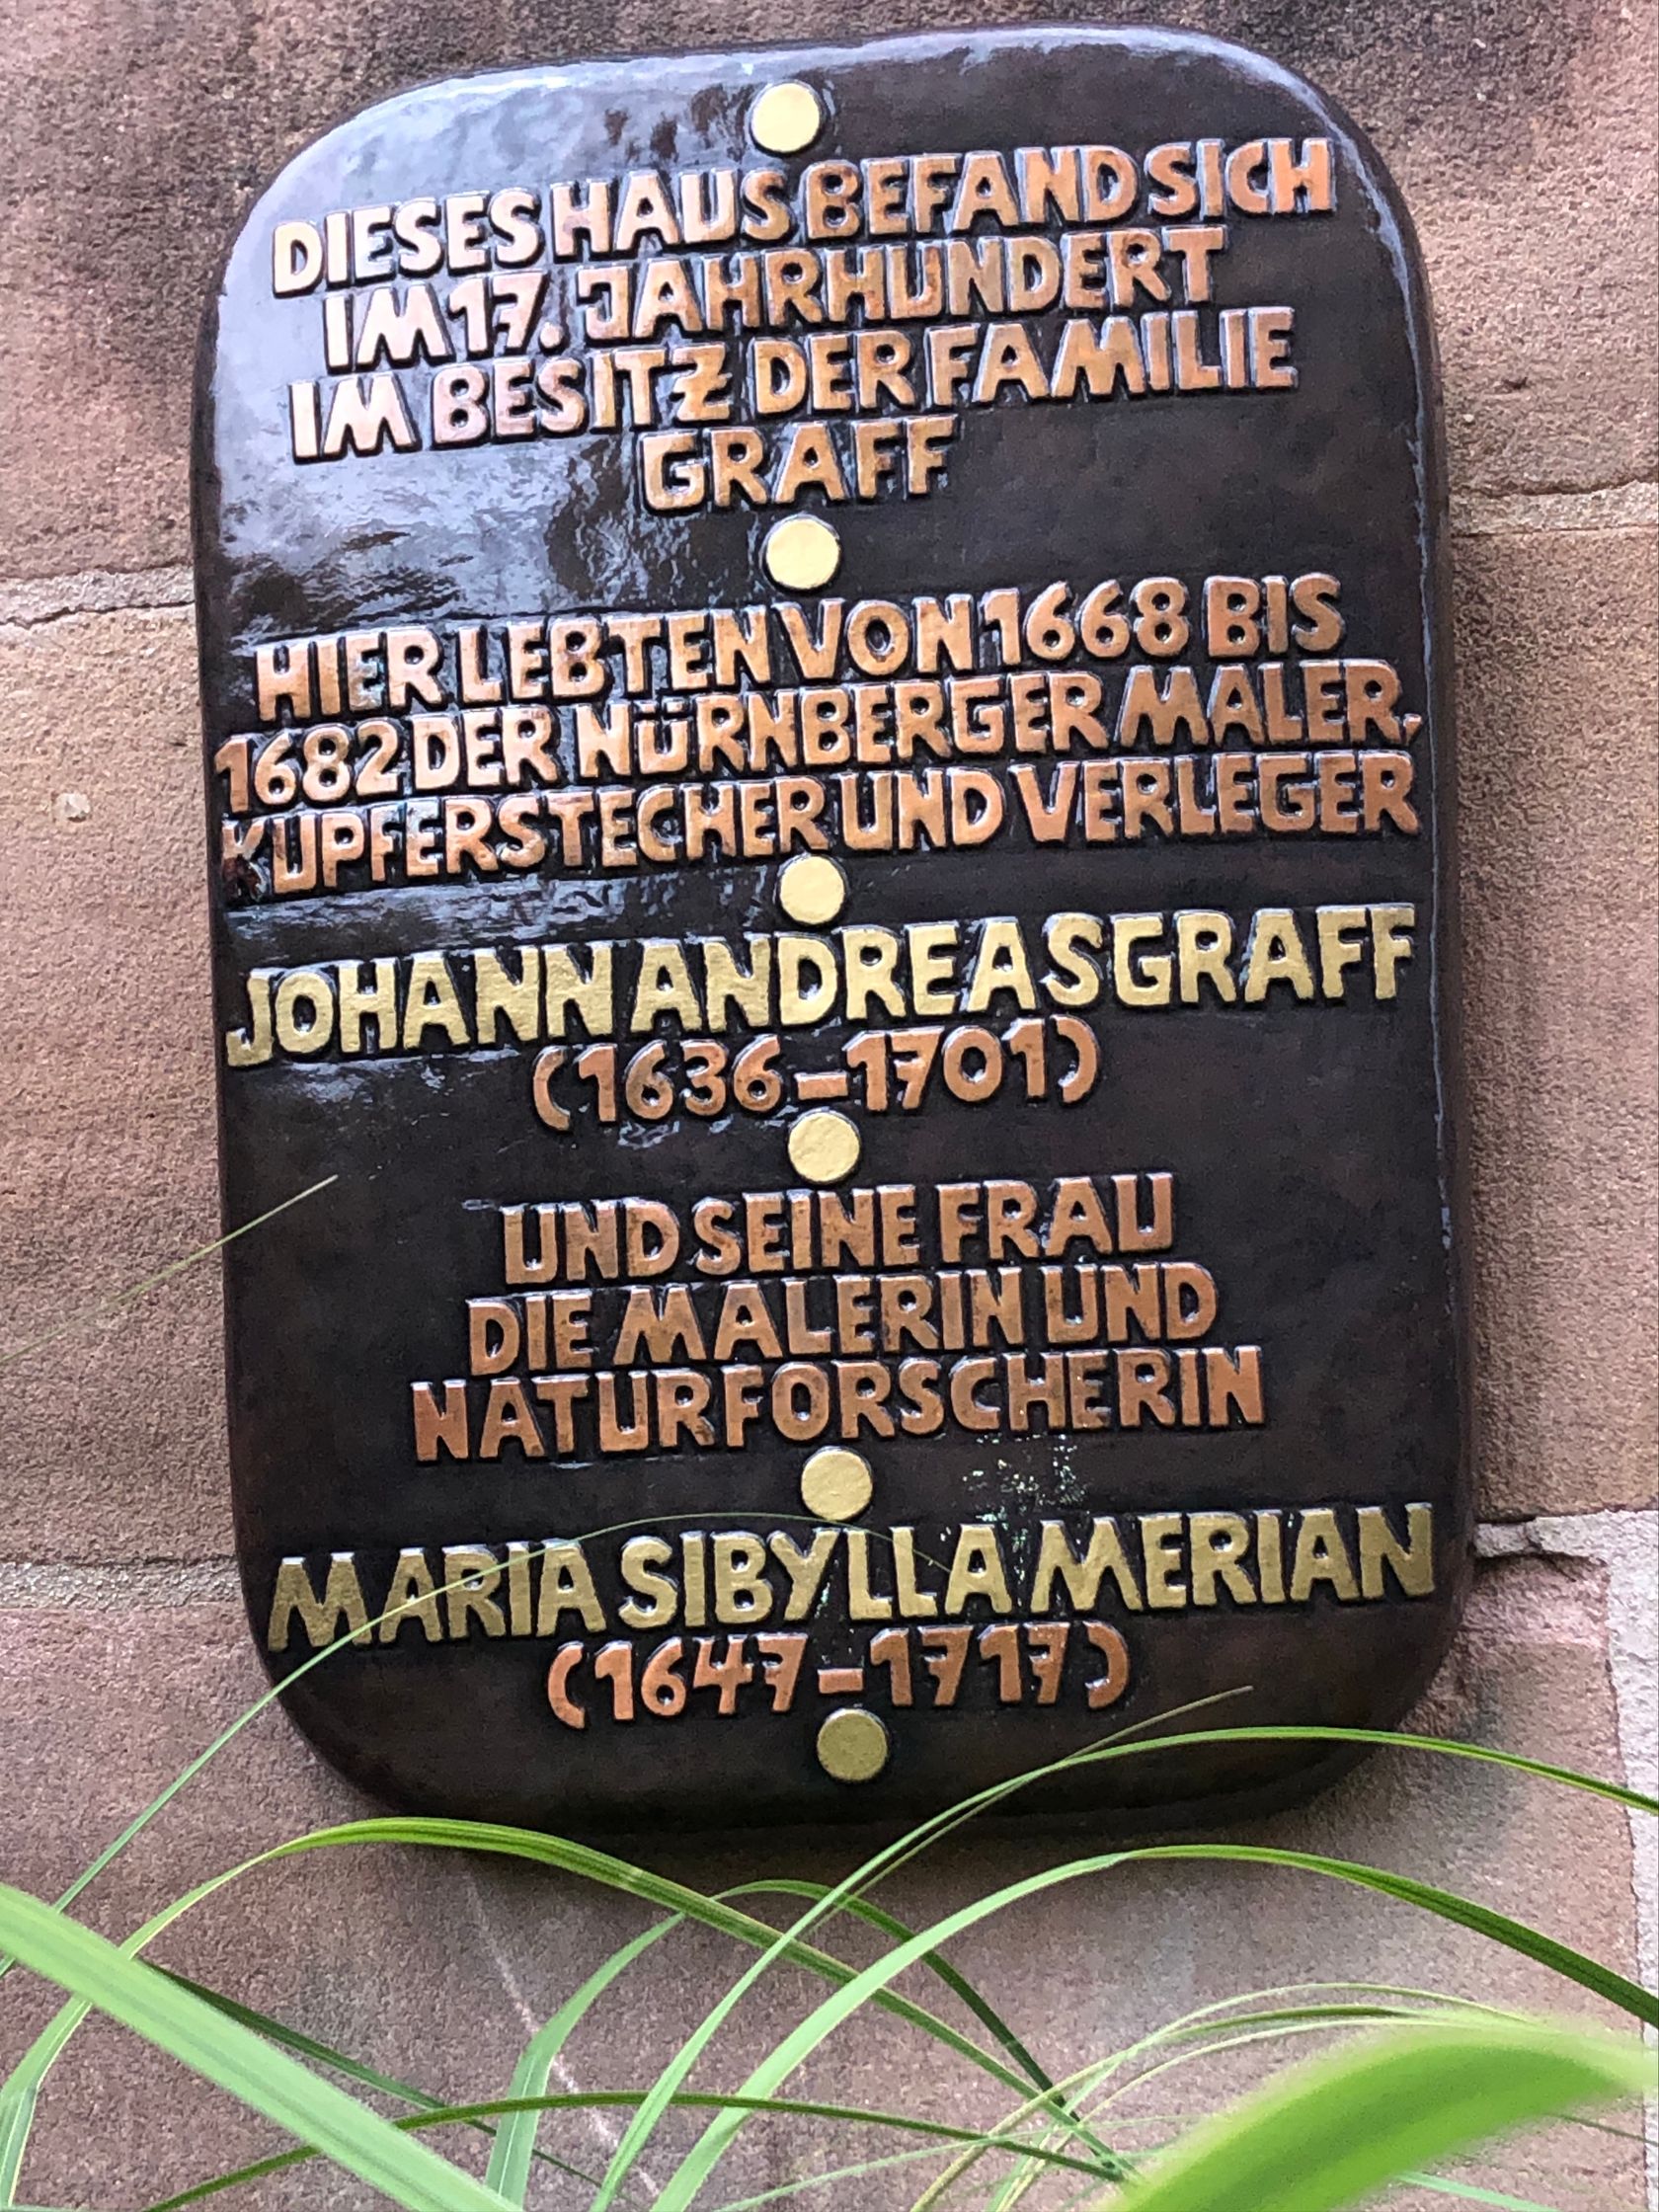 DIESES HAUS BEFAND SICH
IM 17. JAHRHUNDERT
IM BESITZ DER FAMILIE
GRAFF
HIER LEBTEN VON 1668 BIS
1682 DER NÜRNBERGER MALER,
KUPFERSTECHER UND VERLEGER
JOHANN ANDREAS GRAFF
(1636-1701)
UND SEINE FRAU
DIE MALERIN UND
NATURFORSCHERIN
MARIA SIBYLLA MERIAN
(1647-1717)